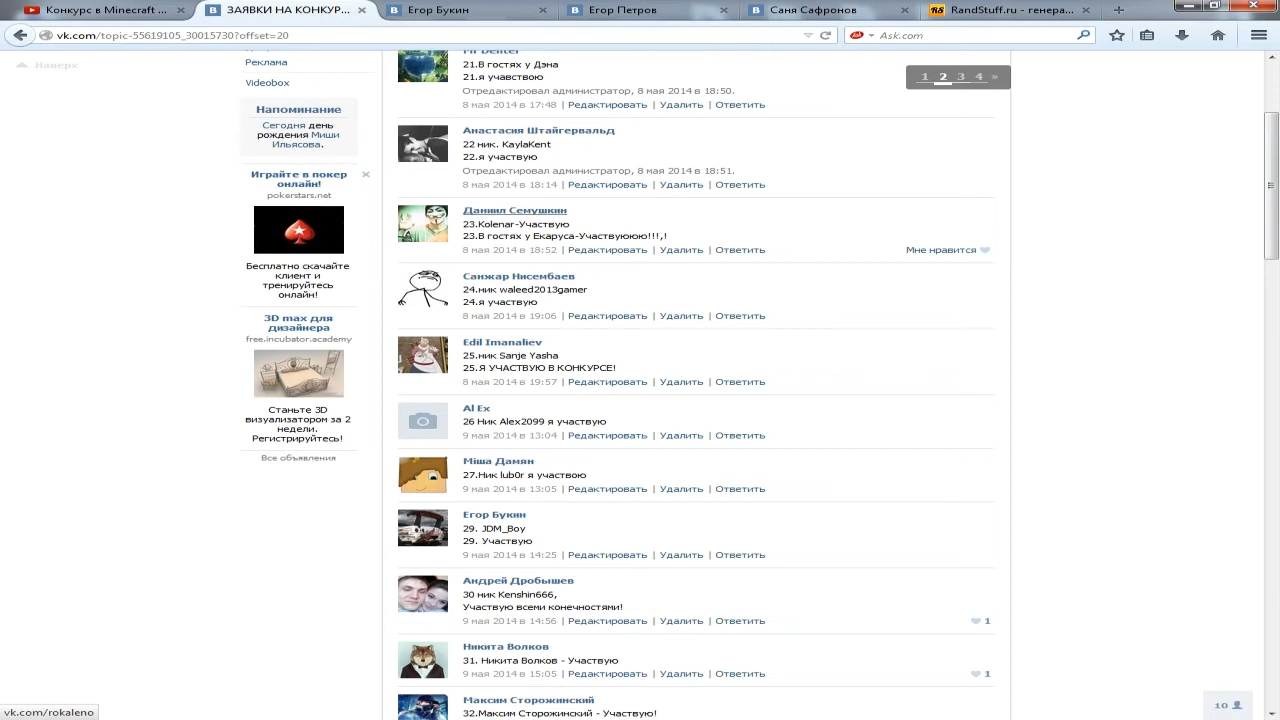 Конкурс в Minecraft ...
ЗАЯВКИ НА КОНКУРС ...
Егор Букин
Егор Петров
Саня Сафронов
RandStuff.ru - генера...
vk.com/topic-55619105_30015730?offset=20
Ask.com
Наверх
Реклама
Videobox
Напоминание
Сегодня день
рождения Миши
Ильясова.
Играйте в покер
онлайн!
pokerstars.net
Бесплатно скачайте
клиент и
тренируйтесь
онлайн!
3D max для
дизайнера
free.incubator.academy
Станьте 3D
визуализатором за 2
недели.
Регистрируйтесь!
Все объявления
1 2 3 4 »
Mr Denter
21.В гостях у Дэна
21.я учавствою
Отредактировал администратор, 8 мая 2014 в 18:50.
8 мая 2014 в 17:48 | Редактировать | Удалить | Ответить
Анастасия Штайгервальд
22 ник. KaylaKent
22.я участвую
Отредактировал администратор, 8 мая 2014 в 18:51.
8 мая 2014 в 18:14 | Редактировать | Удалить | Ответить
Даниил Семушкин
23.Kolenar-Участвую
23.В гостях у Екаруса-Участвуююю!!!,!
8 мая 2014 в 18:52 | Редактировать | Удалить | Ответить
Мне нравится
Санжар Нисембаев
24.ник waleed2013gamer
24.я участвую
8 мая 2014 в 19:06 | Редактировать | Удалить | Ответить
Edil Imanaliev
25.ник Sanje Yasha
25.Я УЧАСТВУЮ В КОНКУРСЕ!
8 мая 2014 в 19:57 | Редактировать | Удалить | Ответить
Al Ex
26 Ник Alex2099 я участвую
9 мая 2014 в 13:04 | Редактировать | Удалить | Ответить
Міша Дамян
27.Ник lub0r я участвою
9 мая 2014 в 13:05 | Редактировать | Удалить | Ответить
Егор Букин
29. JDM_Boy
29. Участвую
9 мая 2014 в 14:25 | Редактировать | Удалить | Ответить
Андрей Дробышев
30 ник Kenshin666,
Участвую всеми конечностями!
9 мая 2014 в 14:56 | Редактировать | Удалить | Ответить
1
Никита Волков
31. Никита Волков - Участвую
9 мая 2014 в 15:05 | Редактировать | Удалить | Ответить
1
Максим Сторожинский
32.Максим Сторожинский - Участвую!
vk.com/rokaleno
10